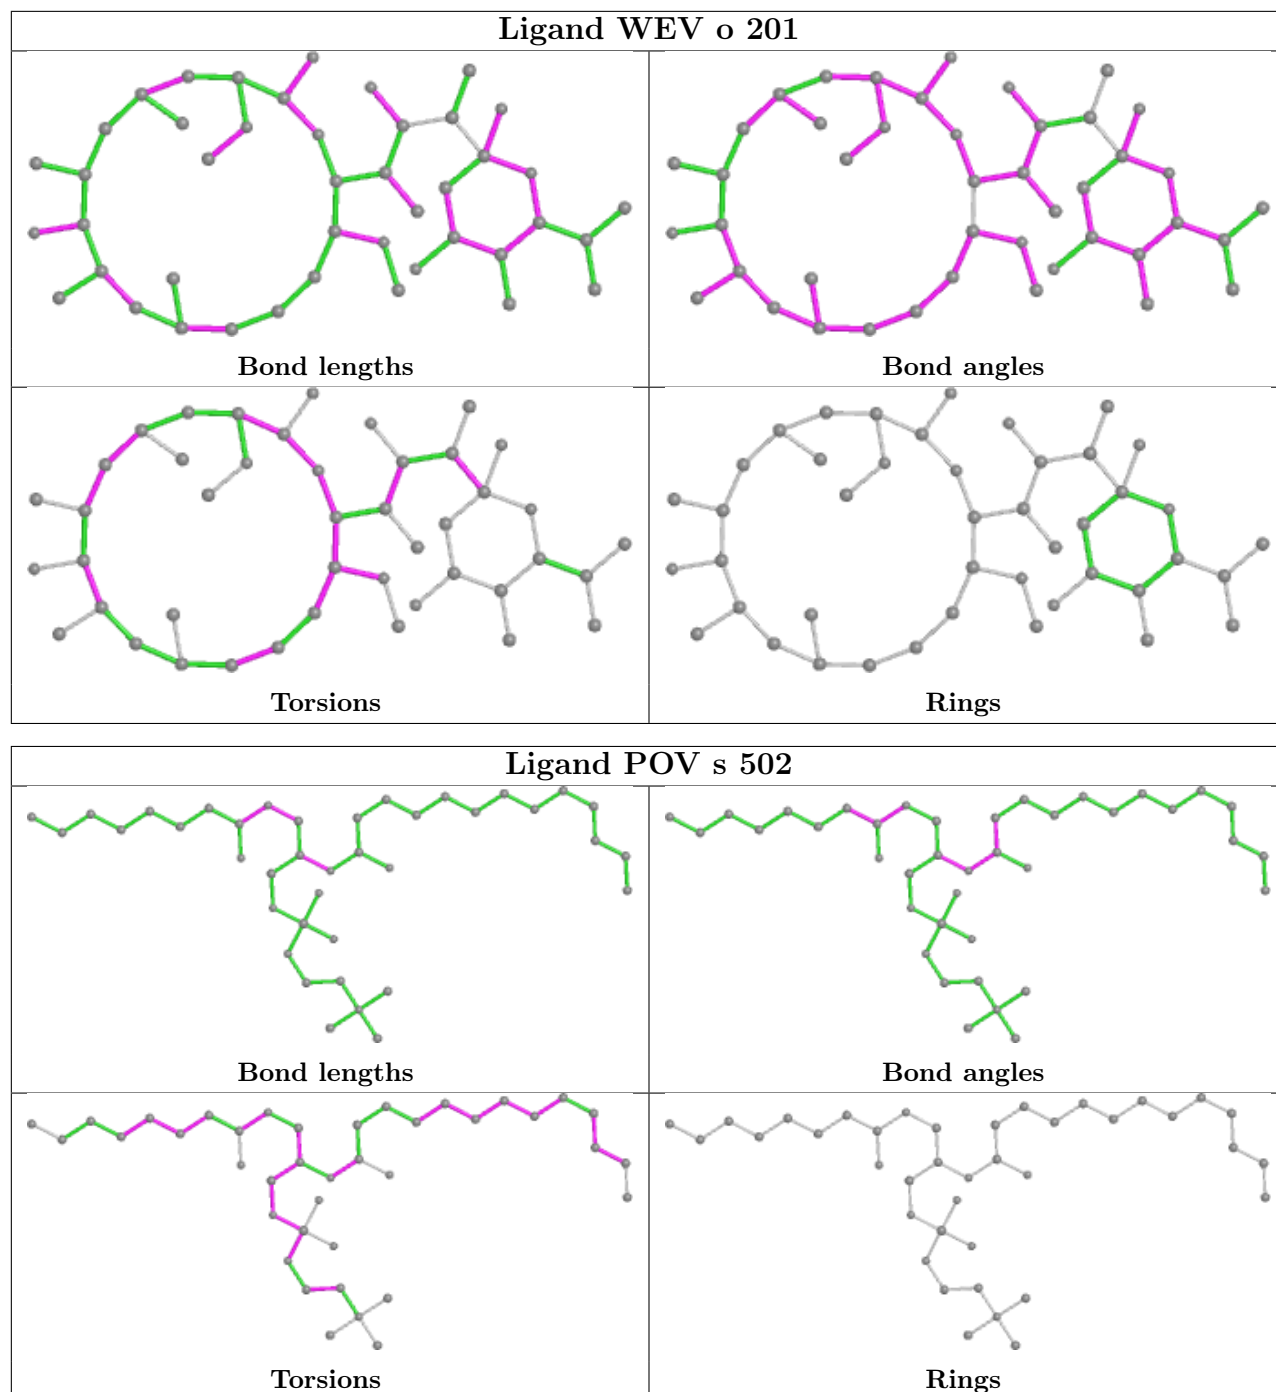 Ligand WEV o 201
Bond lengths
Bond angles
Torsions
Rings
Ligand POV s 502
Bond lengths
Bond angles
Torsions
Rings